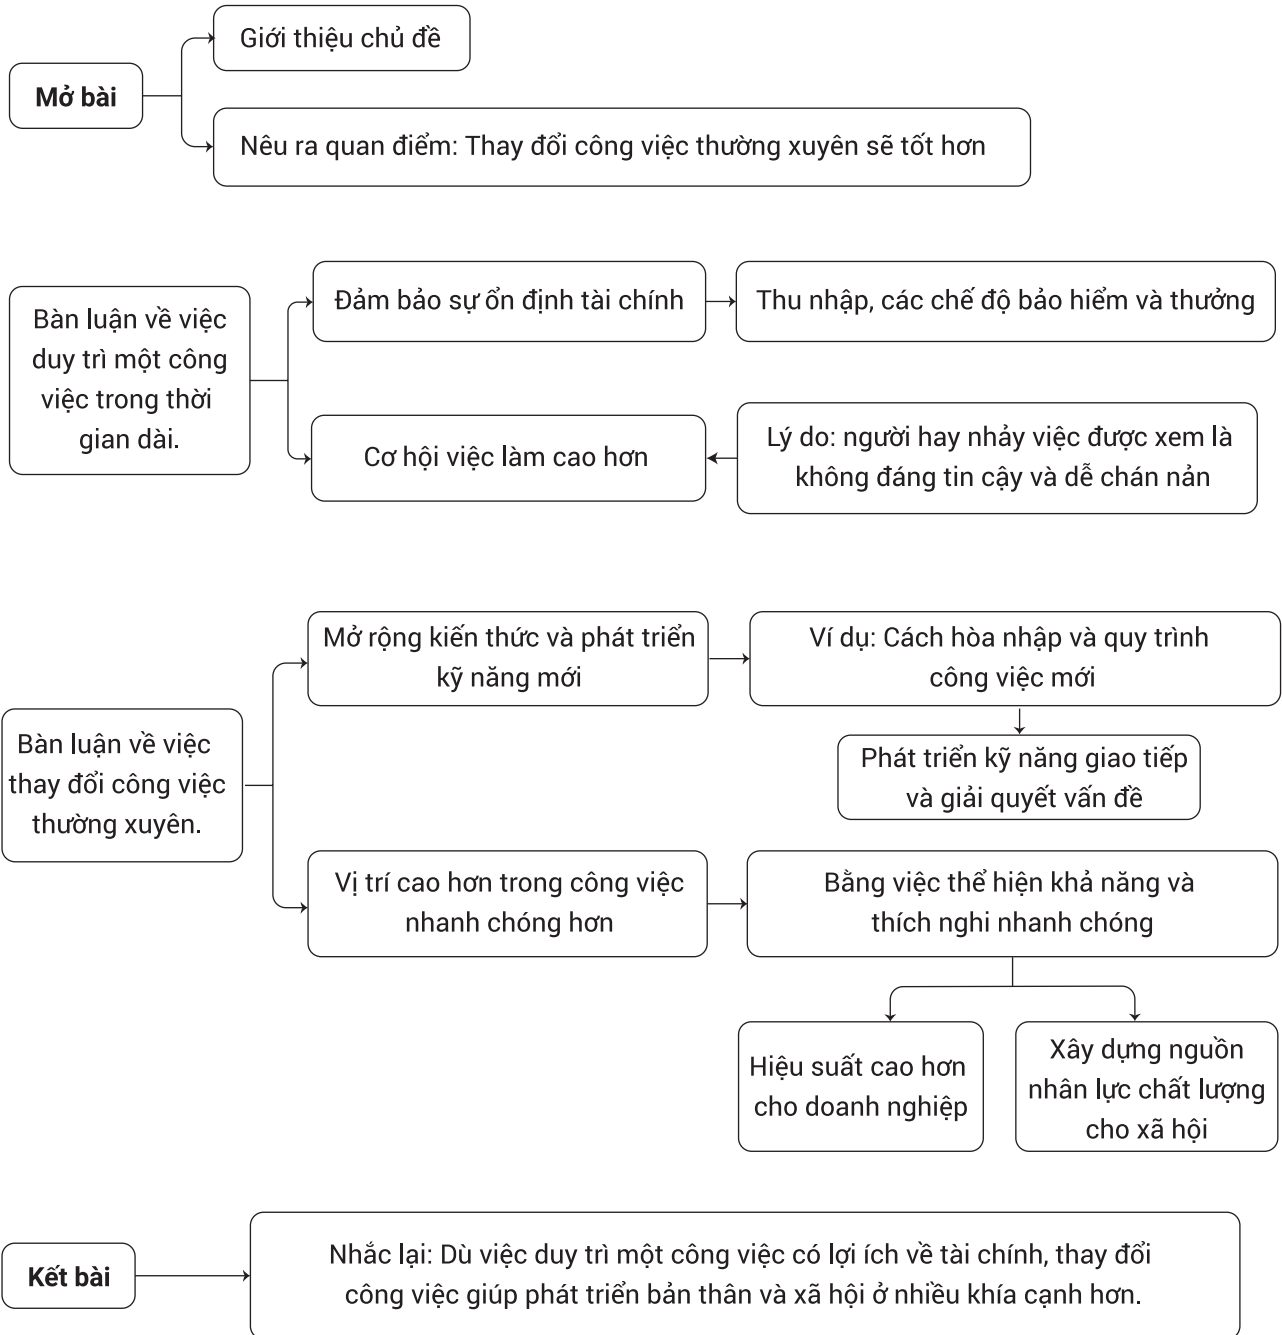 Giới thiệu chủ đề
Mở bài
Nêu ra quan điểm: Thay đổi công việc thường xuyên sẽ tốt hơn
Bàn luận về việc
duy trì một công
việc trong thời
gian dài.
Đảm bảo sự ổn định tài chính
Thu nhập, các chế độ bảo hiểm và thưởng
Cơ hội việc làm cao hơn
Lý do: người hay nhảy việc được xem là
không đáng tin cậy và dễ chán nản
Bàn luận về việc
thay đổi công việc
thường xuyên.
Mở rộng kiến thức và phát triển
kỹ năng mới
Ví dụ: Cách hòa nhập và quy trình
công việc mới
Phát triển kỹ năng giao tiếp
và giải quyết vấn đề
Vị trí cao hơn trong công việc
nhanh chóng hơn
Bằng việc thể hiện khả năng và
thích nghi nhanh chóng
Hiệu suất cao hơn
cho doanh nghiệp
Xây dựng nguồn
nhân lực chất lượng
cho xã hội
Kết bài
Nhắc lại: Dù việc duy trì một công việc có lợi ích về tài chính, thay đổi
công việc giúp phát triển bản thân và xã hội ở nhiều khía cạnh hơn.